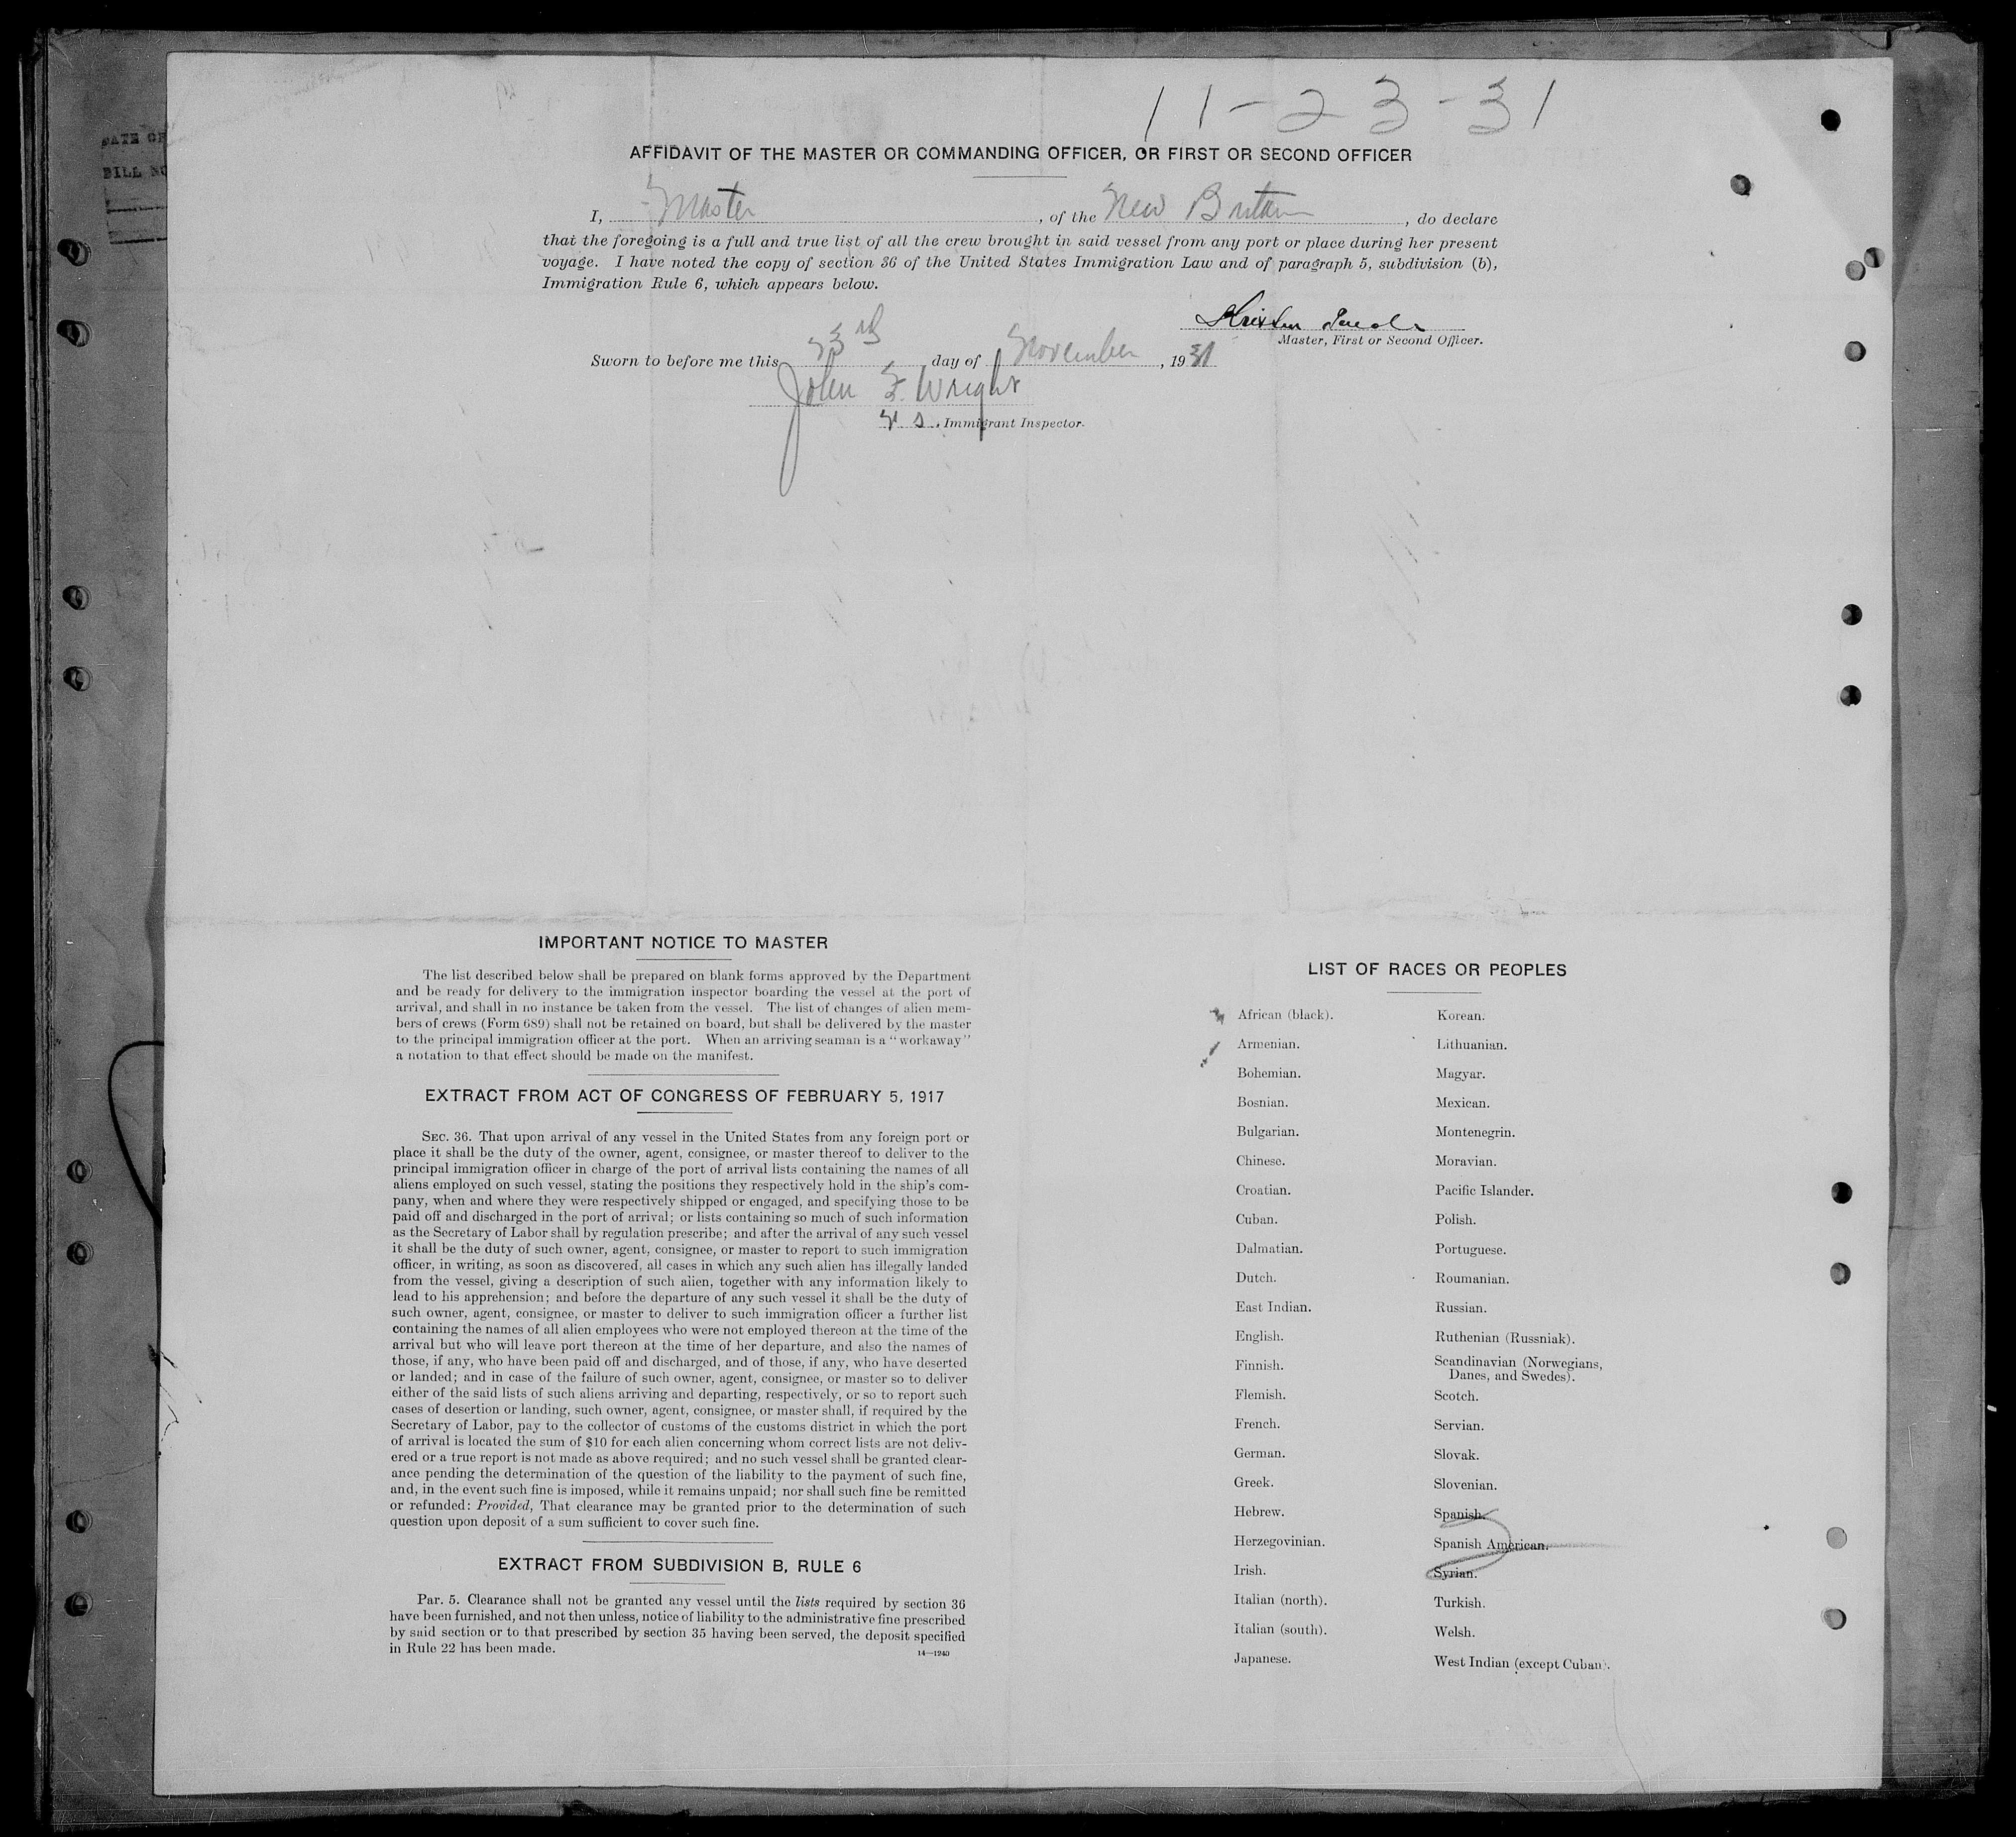 11-23-31
AFFIDAVIT OF THE MASTER OR COMMANDING OFFICER, OR FIRST OR SECOND OFFICER
I, Master, of the New Britain, do declare
that the foregoing is a full and true list of all the crew brought in said vessel from any port or place during her present
voyage. I have noted the copy of section 36 of the United States Immigration Law and of paragraph 5, subdivision (b),
Immigration Rule 6, which appears below.
Master, First or Second Officer.
Sworn to before me this 23rd day of November, 1931
John F. Wright
Immigrant Inspector.
IMPORTANT NOTICE TO MASTER
The list described below shall be prepared on blank forms approved by the Department
and be ready for delivery to the immigration inspector boarding the vessel at the port of
arrival, and shall in no instance be taken from the vessel. The list of changes of alien mem-
bers of crews (Form 689) shall not be retained on board, but shall be delivered by the master
to the principal immigration officer at the port. When an arriving seaman is a "workaway"
a notation to that effect should be made on the manifest.
EXTRACT FROM ACT OF CONGRESS OF FEBRUARY 5, 1917
SEC. 36. That upon arrival of any vessel in the United States from any foreign port or
place it shall be the duty of the owner, agent, consignee, or master thereof to deliver to the
principal immigration officer in charge of the port of arrival lists containing the names of all
aliens employed on such vessel, stating the positions they respectively hold in the ship's com-
pany, when and where they were respectively shipped or engaged, and specifying those to be
paid off and discharged in the port of arrival; or lists containing so much of such information
as the Secretary of Labor shall by regulation prescribe; and after the arrival of any such vessel
it shall be the duty of such owner, agent, consignee, or master to report to such immigration
officer, in writing, as soon as discovered, all cases in which any such alien has illegally landed
from the vessel, giving a description of such alien, together with any information likely to
lead to his apprehension; and before the departure of any such vessel it shall be the duty of
such owner, agent, consignee, or master to deliver to such immigration officer a further list
containing the names of all alien employees who were not employed thereon at the time of the
arrival but who will leave port thereon at the time of her departure, and also the names of
those, if any, who have been paid off and discharged, and of those, if any, who have deserted
or landed; and in case of the failure of such owner, agent, consignee, or master so to deliver
either of the said lists of such aliens arriving and departing, respectively, or so to report such
cases of desertion or landing, such owner, agent, consignee, or master shall, if required by the
Secretary of Labor, pay to the collector of customs of the customs district in which the port
of arrival is located the sum of $10 for each alien concerning whom correct lists are not deliv-
ered or a true report is not made as above required; and no such vessel shall be granted clear-
ance pending the determination of the question of the liability to the payment of such fine,
and, in the event such fine is imposed, while it remains unpaid; nor shall such fine be remitted
or refunded: Provided, That clearance may be granted prior to the determination of such
question upon deposit of a sum sufficient to cover such fine.
EXTRACT FROM SUBDIVISION B, RULE 6
Par. 5. Clearance shall not be granted any vessel until the lists required by section 36
have been furnished, and not then unless, notice of liability to the administrative fine prescribed
by said section or to that prescribed by section 35 having been served, the deposit specified
in Rule 22 has been made.
14—1240
LIST OF RACES OR PEOPLES
African (black).
Armenian.
Bohemian.
Bosnian.
Bulgarian.
Chinese.
Croatian.
Cuban.
Dalmatian.
Dutch.
East Indian.
English.
Finnish.
Flemish.
French.
German.
Greek.
Hebrew.
Herzegovinian.
Irish.
Italian (north).
Italian (south).
Japanese.
Korean.
Lithuanian.
Magyar.
Mexican.
Montenegrin.
Moravian.
Pacific Islander.
Polish.
Portuguese.
Roumanian.
Russian.
Ruthenian (Russniak).
Scandinavian (Norwegians,
Danes, and Swedes).
Scotch.
Servian.
Slovak.
Slovenian.
Spanish.
Spanish American.
Syrian.
Turkish.
Welsh.
West Indian (except Cuban).